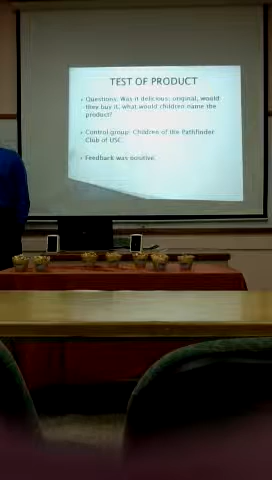 TEST OF PRODUCT
Questions: Was it delicious, original, would
they buy it, what would children name the
product?
Control group: Children of the Pathfinder
Club of USC.
Feedback was positive.